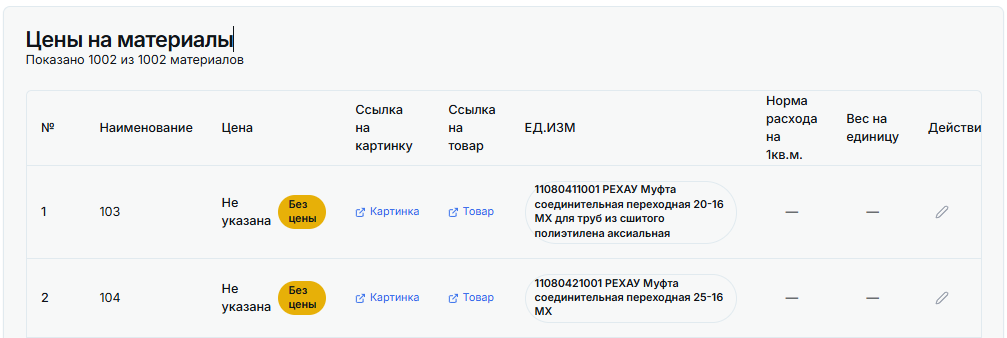 Цены на материалы
Показано 1002 из 1002 материалов
№
Наименование
Цена
Ссылка
на
картинку
Ссылка
на
товар
ЕД.ИЗМ
Норма
расхода
на
1кв.м.
Вес на
единицу
Действи
1
103
Не
указана
Без
цены
Картинка
Товар
11080411001 РЕХАУ Муфта
соединительная переходная 20-16
МХ для труб из сшитого
полиэтилена аксиальная
—
—
2
104
Не
указана
Без
цены
Картинка
Товар
11080421001 РЕХАУ Муфта
соединительная переходная 25-16
МХ
—
—